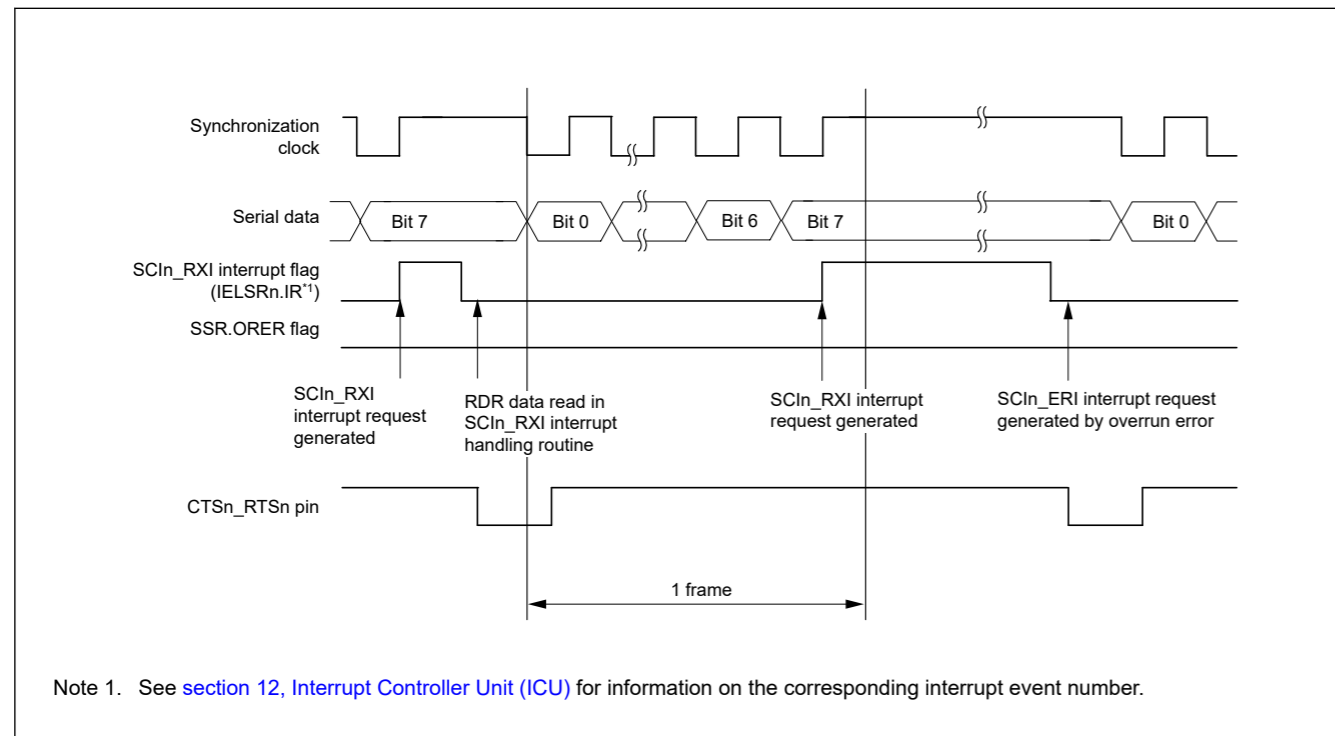 Synchronization
clock
Serial data
Bit 7
Bit 0
Bit 6
Bit 7
Bit 0
SCIn_RXI interrupt flag
(IELSRn.IR*1)
SSR.ORER flag
SCIn_RXI
interrupt request
generated
RDR data read in
SCIn_RXI interrupt
handling routine
SCIn_RXI interrupt
request generated
SCIn_ERI interrupt request
generated by overrun error
CTSn_RTSn pin
1 frame
Note 1. See section 12, Interrupt Controller Unit (ICU) for information on the corresponding interrupt event number.